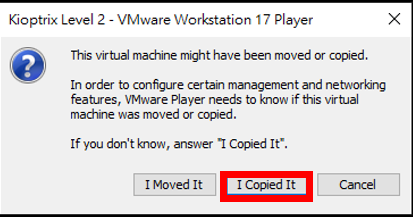 Kioptrix Level 2 - VMware Workstation 17 Player
This virtual machine might have been moved or copied.
In order to configure certain management and networking
features, VMware Player needs to know if this virtual
machine was moved or copied.
If you don't know, answer "I Copied It".
I Moved It
I Copied It
Cancel